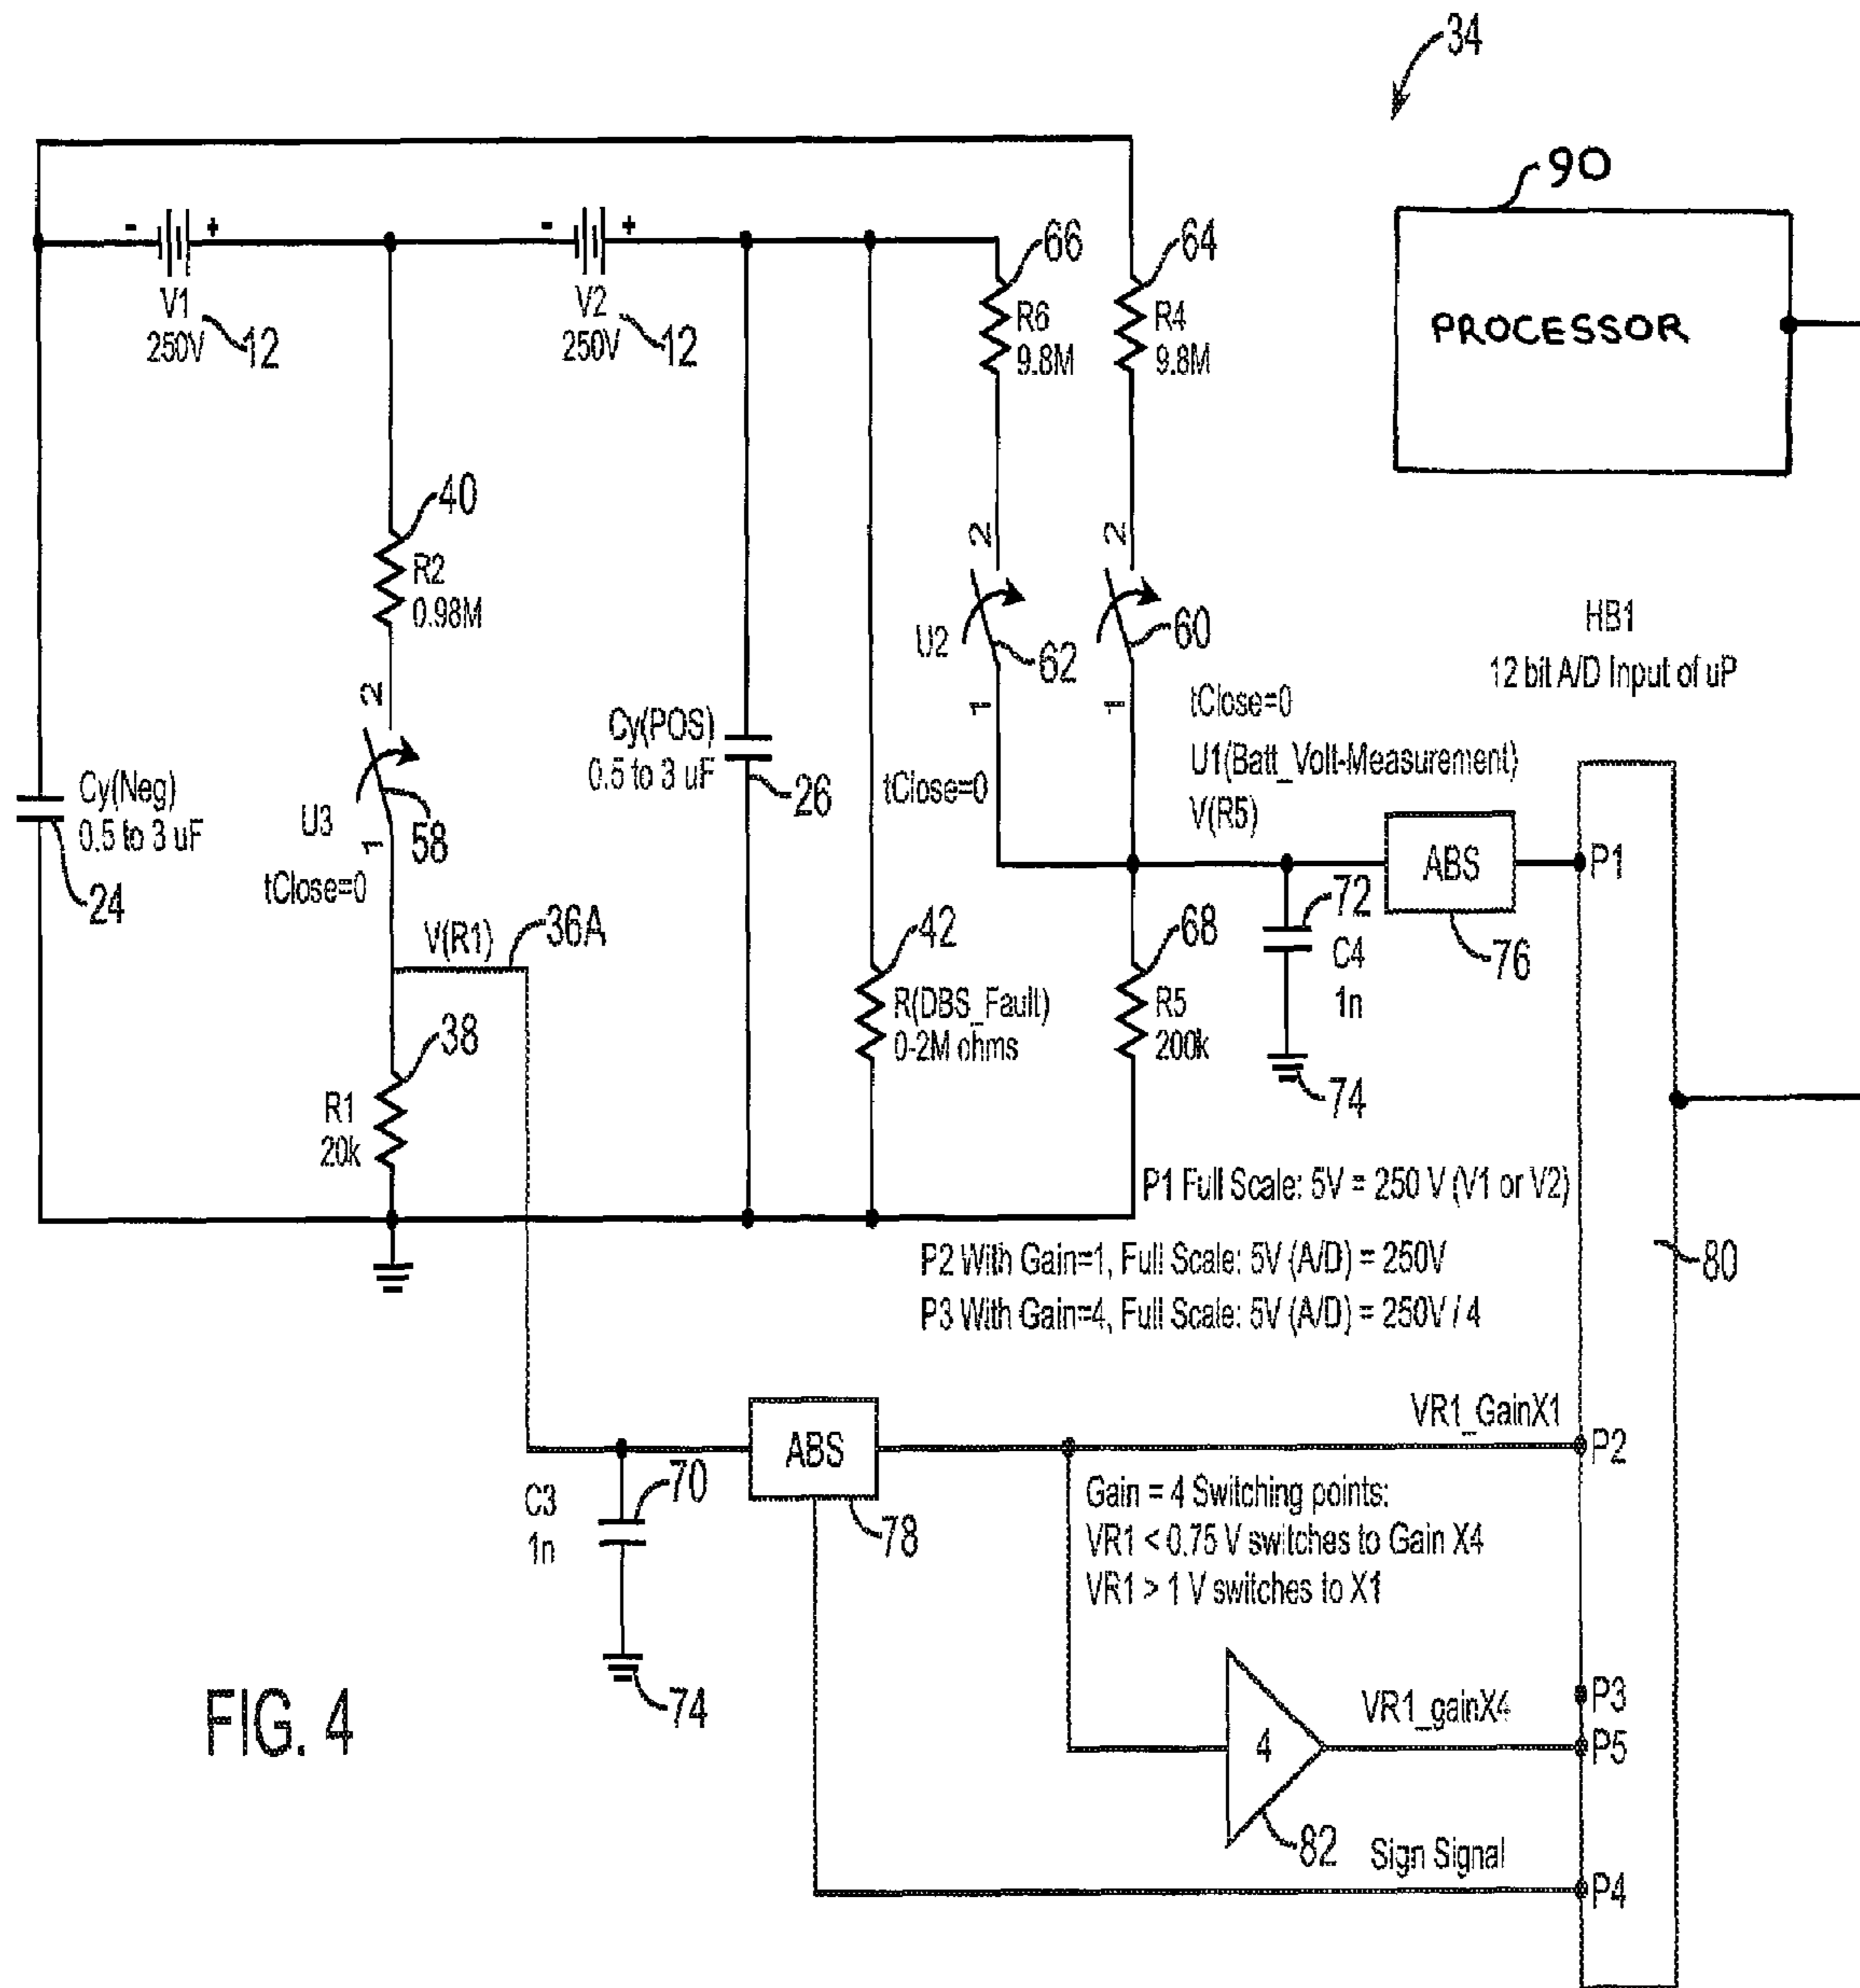 34
90
PROCESSOR
- +
V1
250V
12
- +
V2
250V
12
66
R6
9.8M
64
R4
9.8M
40
R2
0.98M
2
U3
1
58
tClose=0
Cy(Neg)
0.5 to 3 uF
24
Cy(POS)
0.5 to 3 uF
26
tClose=0
2
U2
62
1
2
60
1
HB1
12 bit A/D Input of uP
tClose=0
U1(Batt_Volt-Measurement)
V(R5)
ABS
76
P1
V(R1)
36A
42
R(DBS_Fault)
0-2M ohms
68
R5
200k
72
C4
1n
74
38
R1
20k
P1 Full Scale: 5V = 250 V (V1 or V2)
P2 With Gain=1, Full Scale: 5V (A/D) = 250V
P3 With Gain=4, Full Scale: 5V (A/D) = 250V / 4
80
VR1_GainX1
P2
ABS
78
C3
1n
70
74
Gain = 4 Switching points:
VR1 < 0.75 V switches to Gain X4
VR1 > 1 V switches to X1
P3
VR1_gainX4
P5
4
82
Sign Signal
P4
FIG. 4